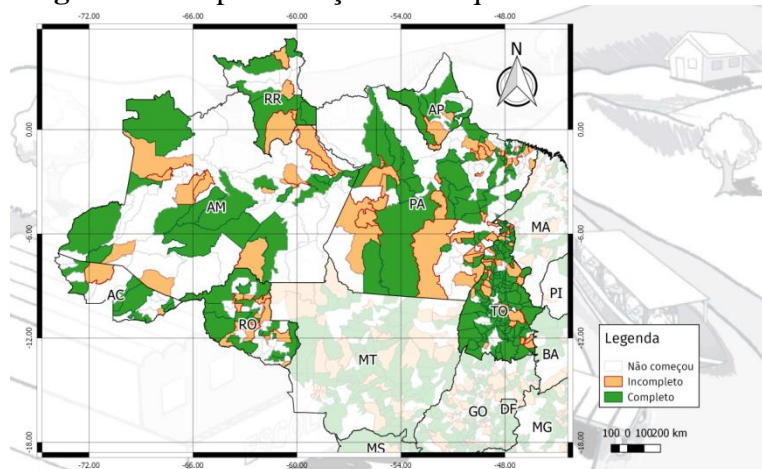 -72.00 -66.00 -60.00 -54.00 -48.00
N
RR
AP
0.00 0.00
AM
PA
MA
-6.00 -6.00
AC
RO
TO
PI
-12.00 -12.00
MT
BA
GO
DF
MG
MS
-18.00 -18.00
Legenda
Não começou
Incompleto
Completo
100 0 100200 km
-72.00 -66.00 -60.00 -54.00 -48.00